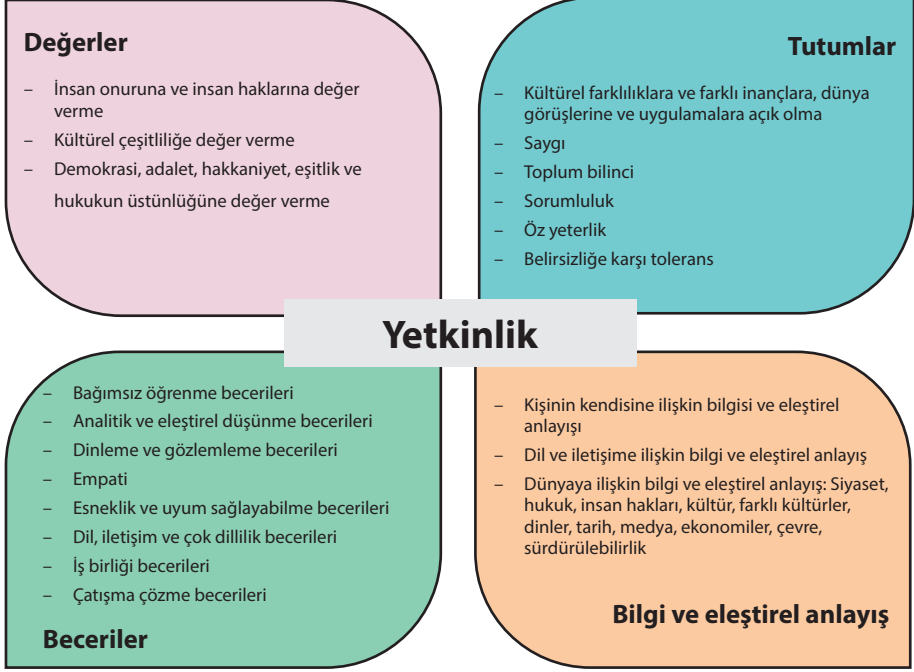 Değerler
– İnsan onuruna ve insan haklarına değer
verme
– Kültürel çeşitliliğe değer verme
– Demokrasi, adalet, hakkaniyet, eşitlik ve
hukukun üstünlüğüne değer verme
Tutumlar
– Kültürel farklılıklara ve farklı inançlara, dünya
görüşlerine ve uygulamalara açık olma
– Saygı
– Toplum bilinci
– Sorumluluk
– Öz yeterlik
– Belirsizliğe karşı tolerans
Yetkinlik
– Bağımsız öğrenme becerileri
– Analitik ve eleştirel düşünme becerileri
– Dinleme ve gözlemleme becerileri
– Empati
– Esneklik ve uyum sağlayabilme becerileri
– Dil, iletişim ve çok dillilik becerileri
– İş birliği becerileri
– Çatışma çözme becerileri
Beceriler
– Kişinin kendisine ilişkin bilgisi ve eleştirel
anlayışı
– Dil ve iletişime ilişkin bilgi ve eleştirel anlayış
– Dünyaya ilişkin bilgi ve eleştirel anlayış: Siyaset,
hukuk, insan hakları, kültür, farklı kültürler,
dinler, tarih, medya, ekonomiler, çevre,
sürdürülebilirlik
Bilgi ve eleştirel anlayış